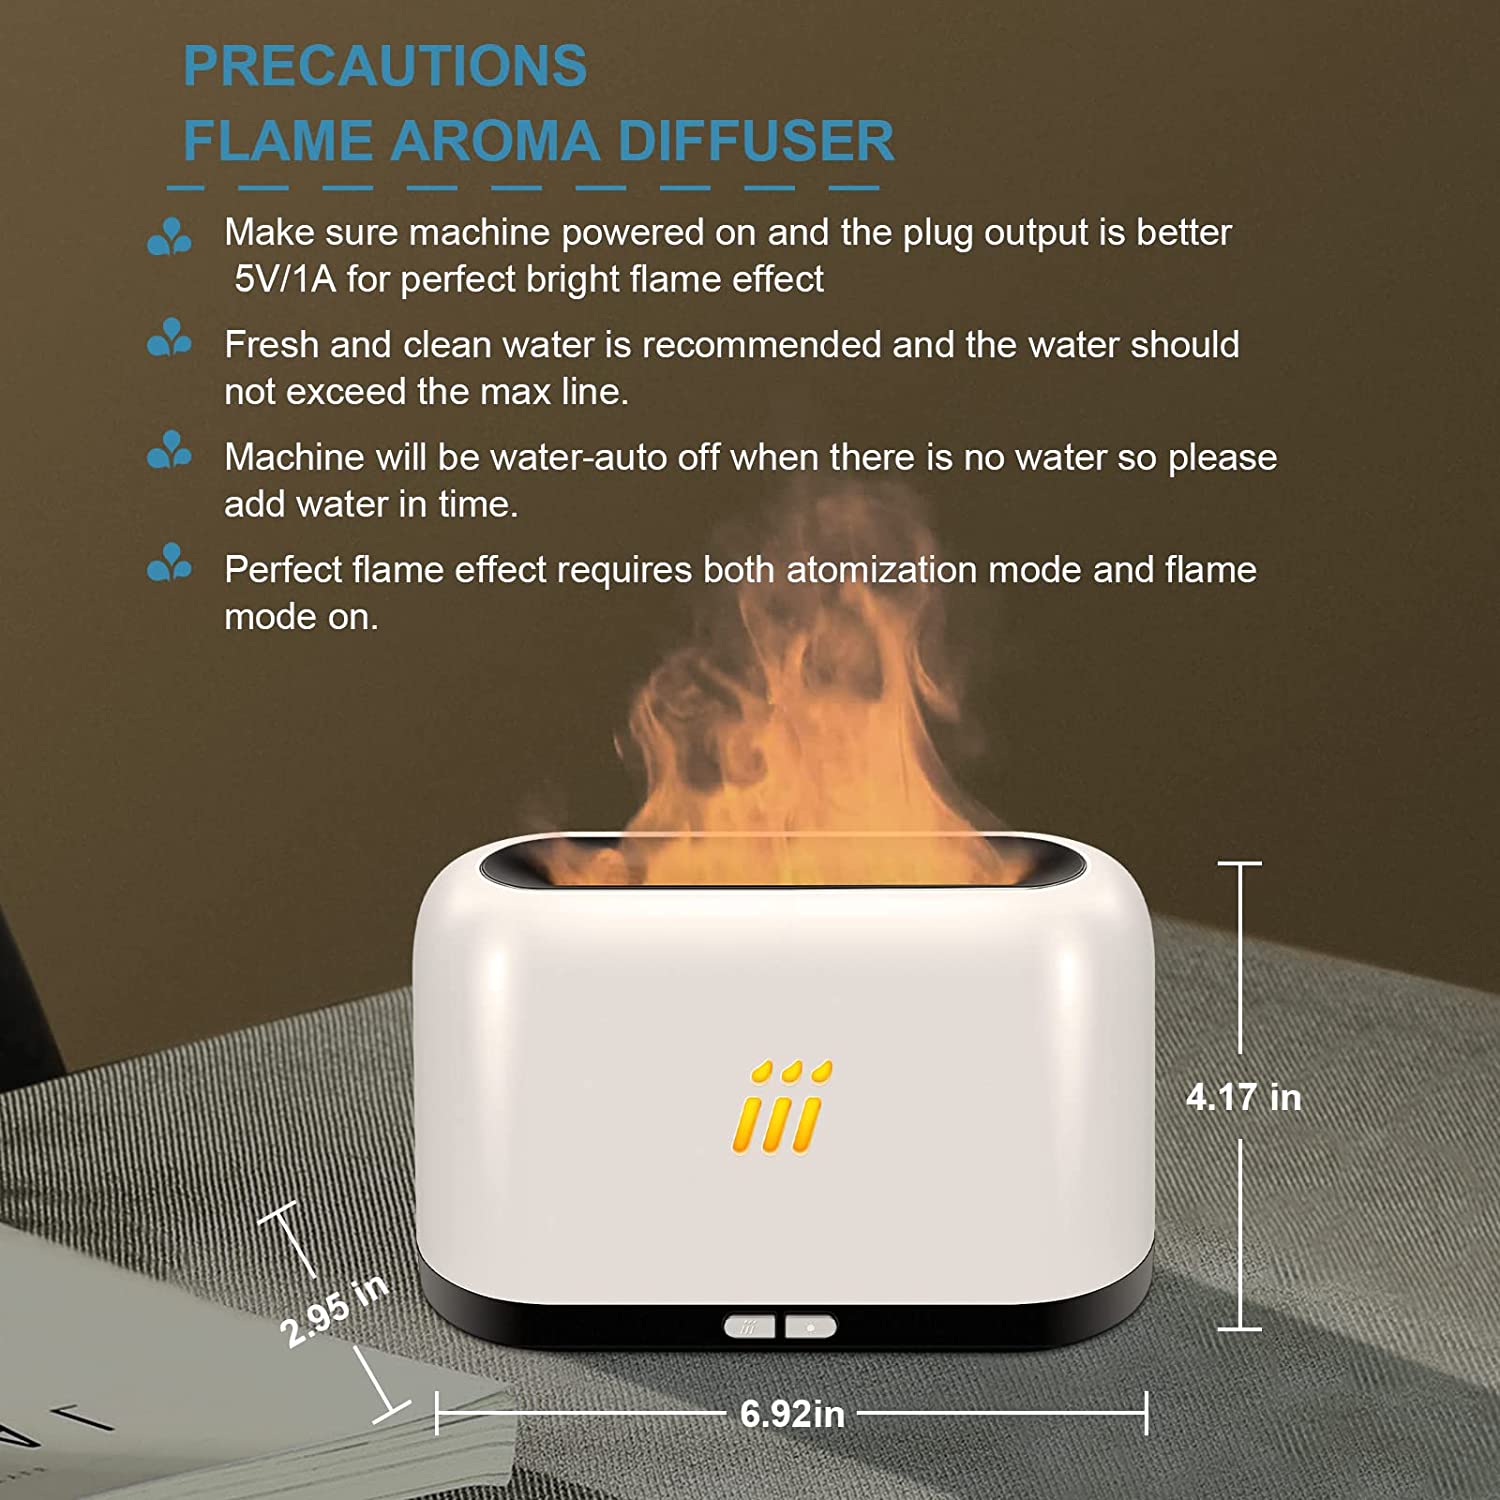 PRECAUTIONS
FLAME AROMA DIFFUSER
Make sure machine powered on and the plug output is better
5V/1A for perfect bright flame effect
Fresh and clean water is recommended and the water should
not exceed the max line.
Machine will be water-auto off when there is no water so please
add water in time.
Perfect flame effect requires both atomization mode and flame
mode on.
4.17 in
2.95 in
6.92in